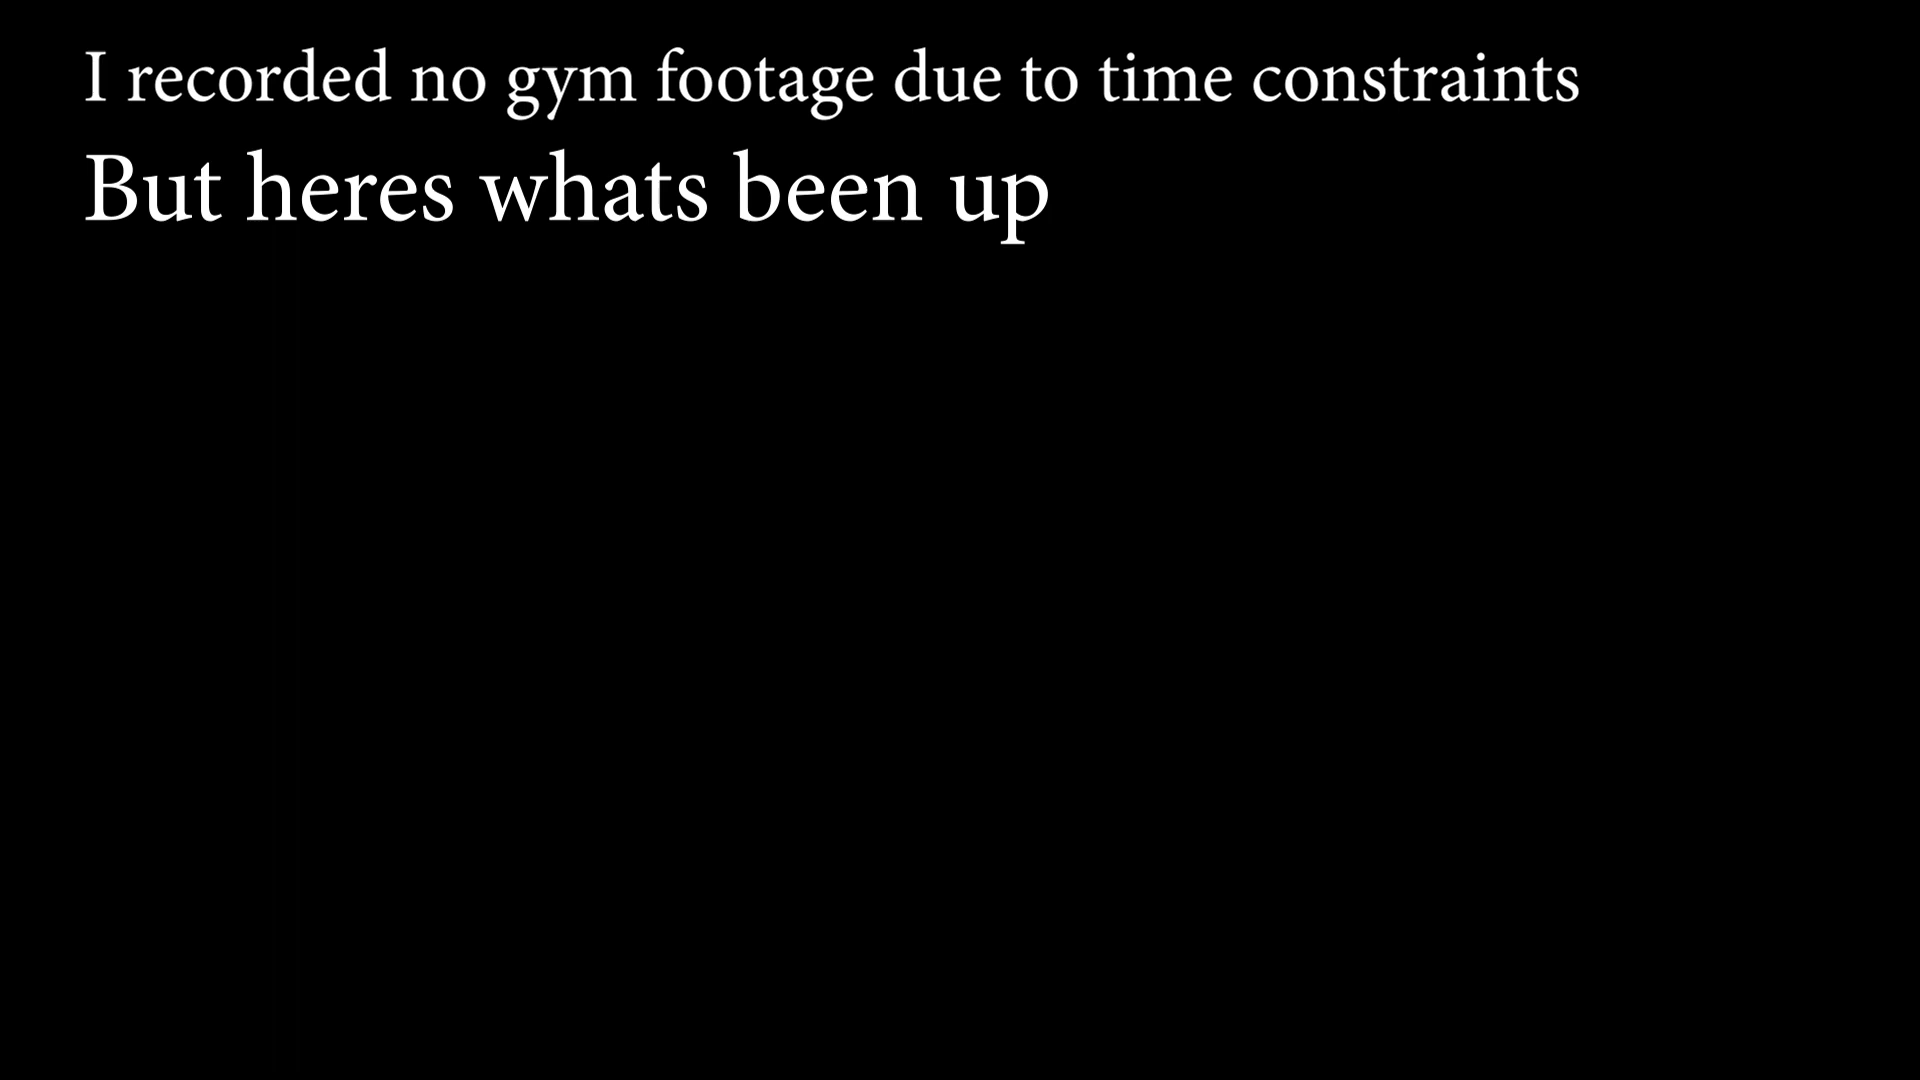 I recorded no gym footage due to time constraints
But heres whats been up